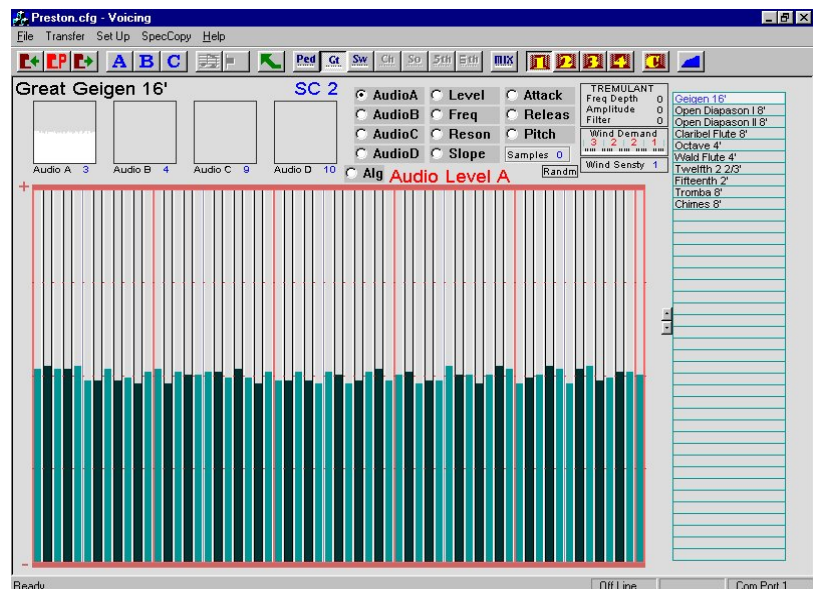 Preston.cfg - Voicing
File Transfer Set Up SpecCopy Help
A B C Ped Gt Sw Ch So 5th Eth MIX 1 2 3 4
Great Geigen 16' SC 2
Audio A 3 Audio B 4 Audio C 9 Audio D 10
AudioA Level Attack
AudioB Freq Releas
AudioC Reson Pitch
AudioD Slope Samples 0
Alg Audio Level A Randm
TREMULANT
Freq Depth 0
Amplitude 0
Filter 0
Wind Demand
3 2 2 1
Wind Sensty 1
Geigen 16'
Open Diapason I 8'
Open Diapason II 8'
Claribel Flute 8'
Octave 4'
Wald Flute 4'
Twelfth 2 2/3'
Fifteenth 2'
Tromba 8'
Chimes 8'
+
-
Ready Off Line Com Port 1